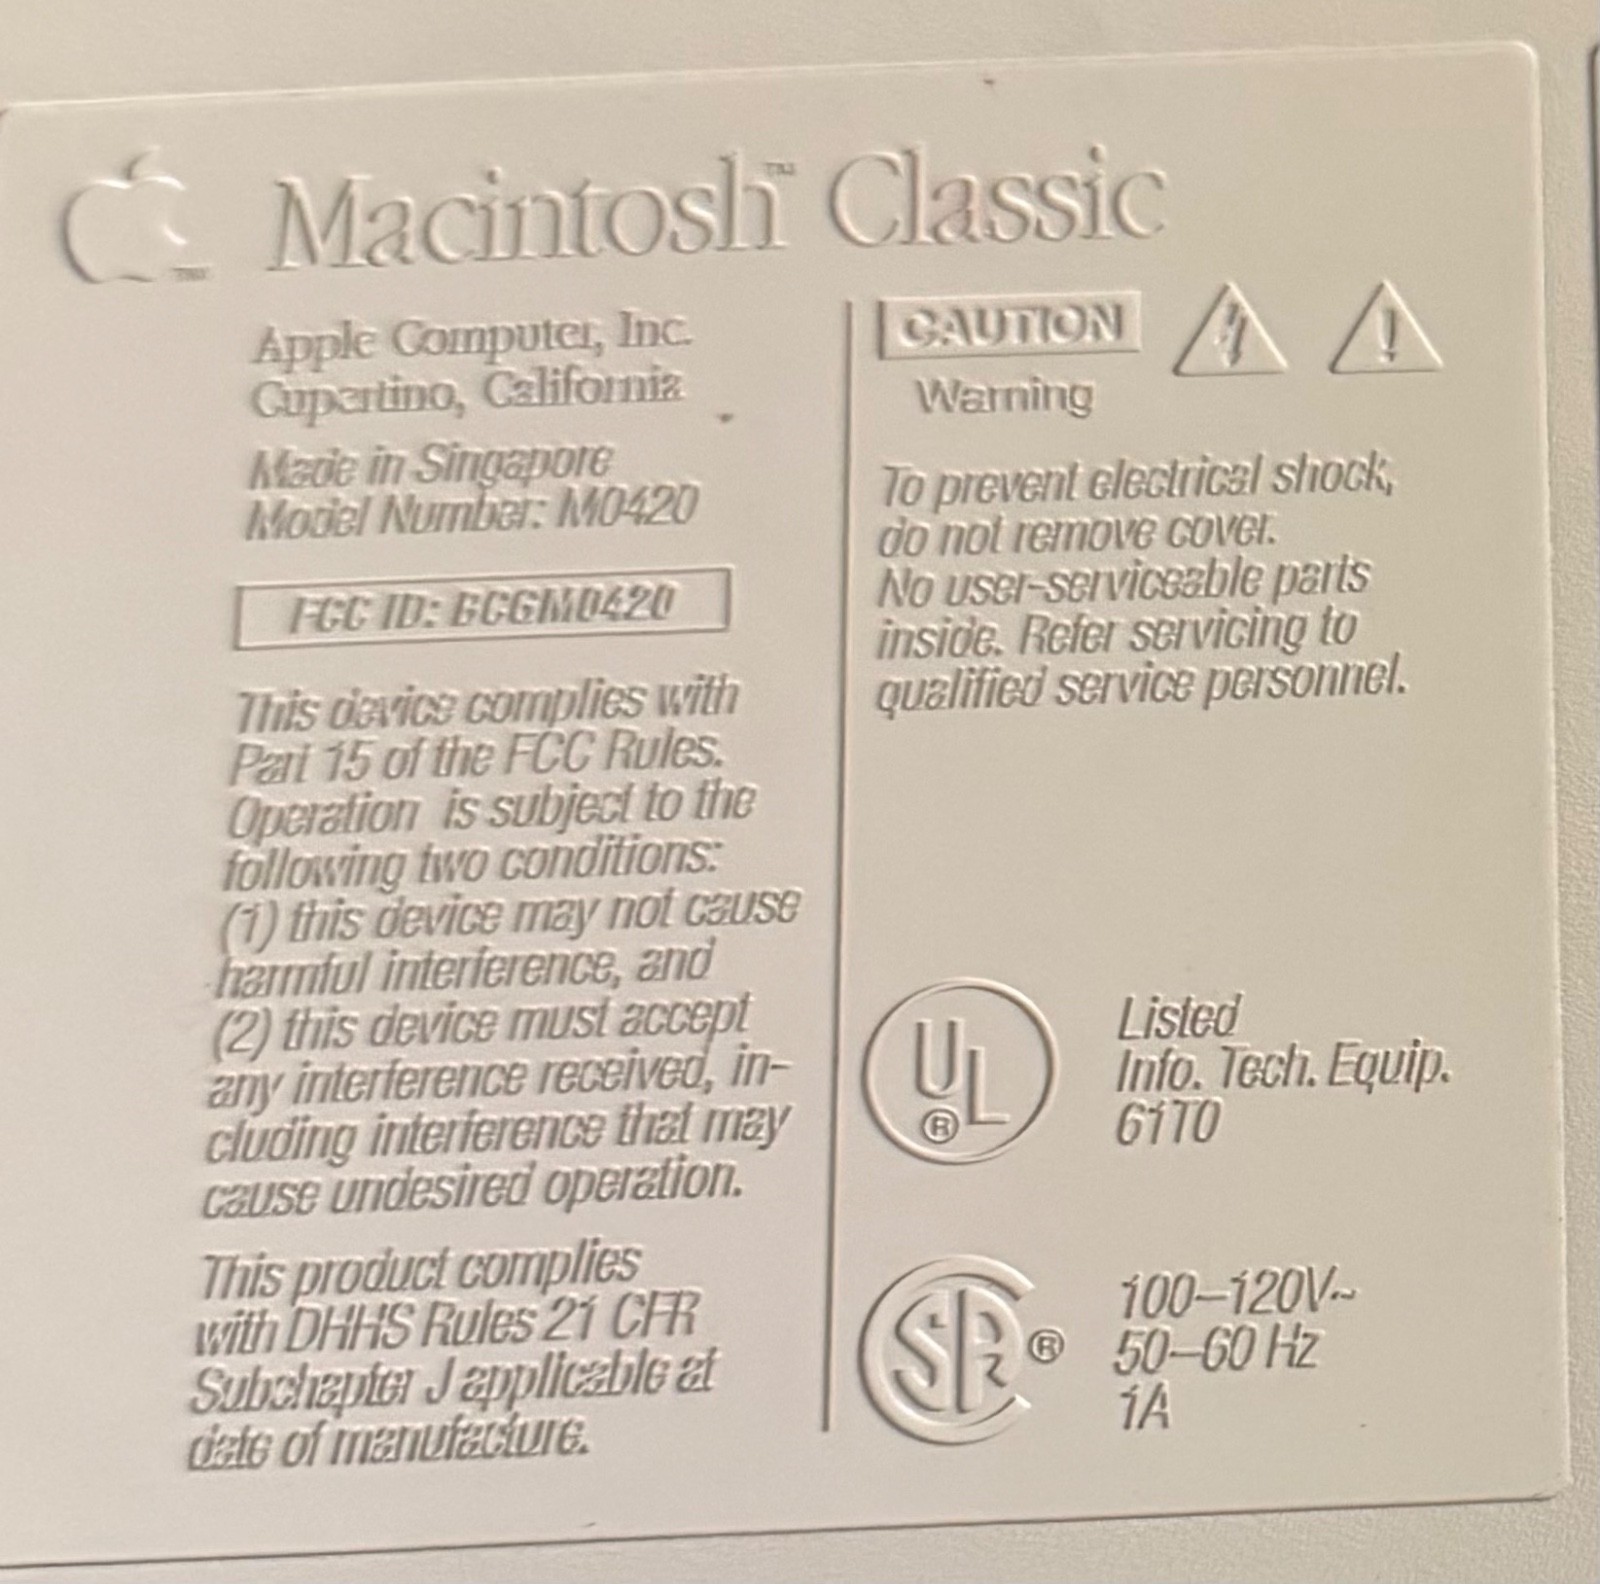 Macintosh™ Classic
Apple Computer, Inc.
Cupertino, California
Made in Singapore
Model Number: M0420
FCC ID: BCGM0420
This device complies with
Part 15 of the FCC Rules.
Operation is subject to the
following two conditions:
(1) this device may not cause
harmful interference, and
(2) this device must accept
any interference received, in-
cluding interference that may
cause undesired operation.
This product complies
with DHHS Rules 21 CFR
Subchapter J applicable at
date of manufacture.
CAUTION
Warning
To prevent electrical shock,
do not remove cover.
No user-serviceable parts
inside. Refer servicing to
qualified service personnel.
UL®
Listed
Info. Tech. Equip.
61T0
SA®
100–120V~
50–60 Hz
1A